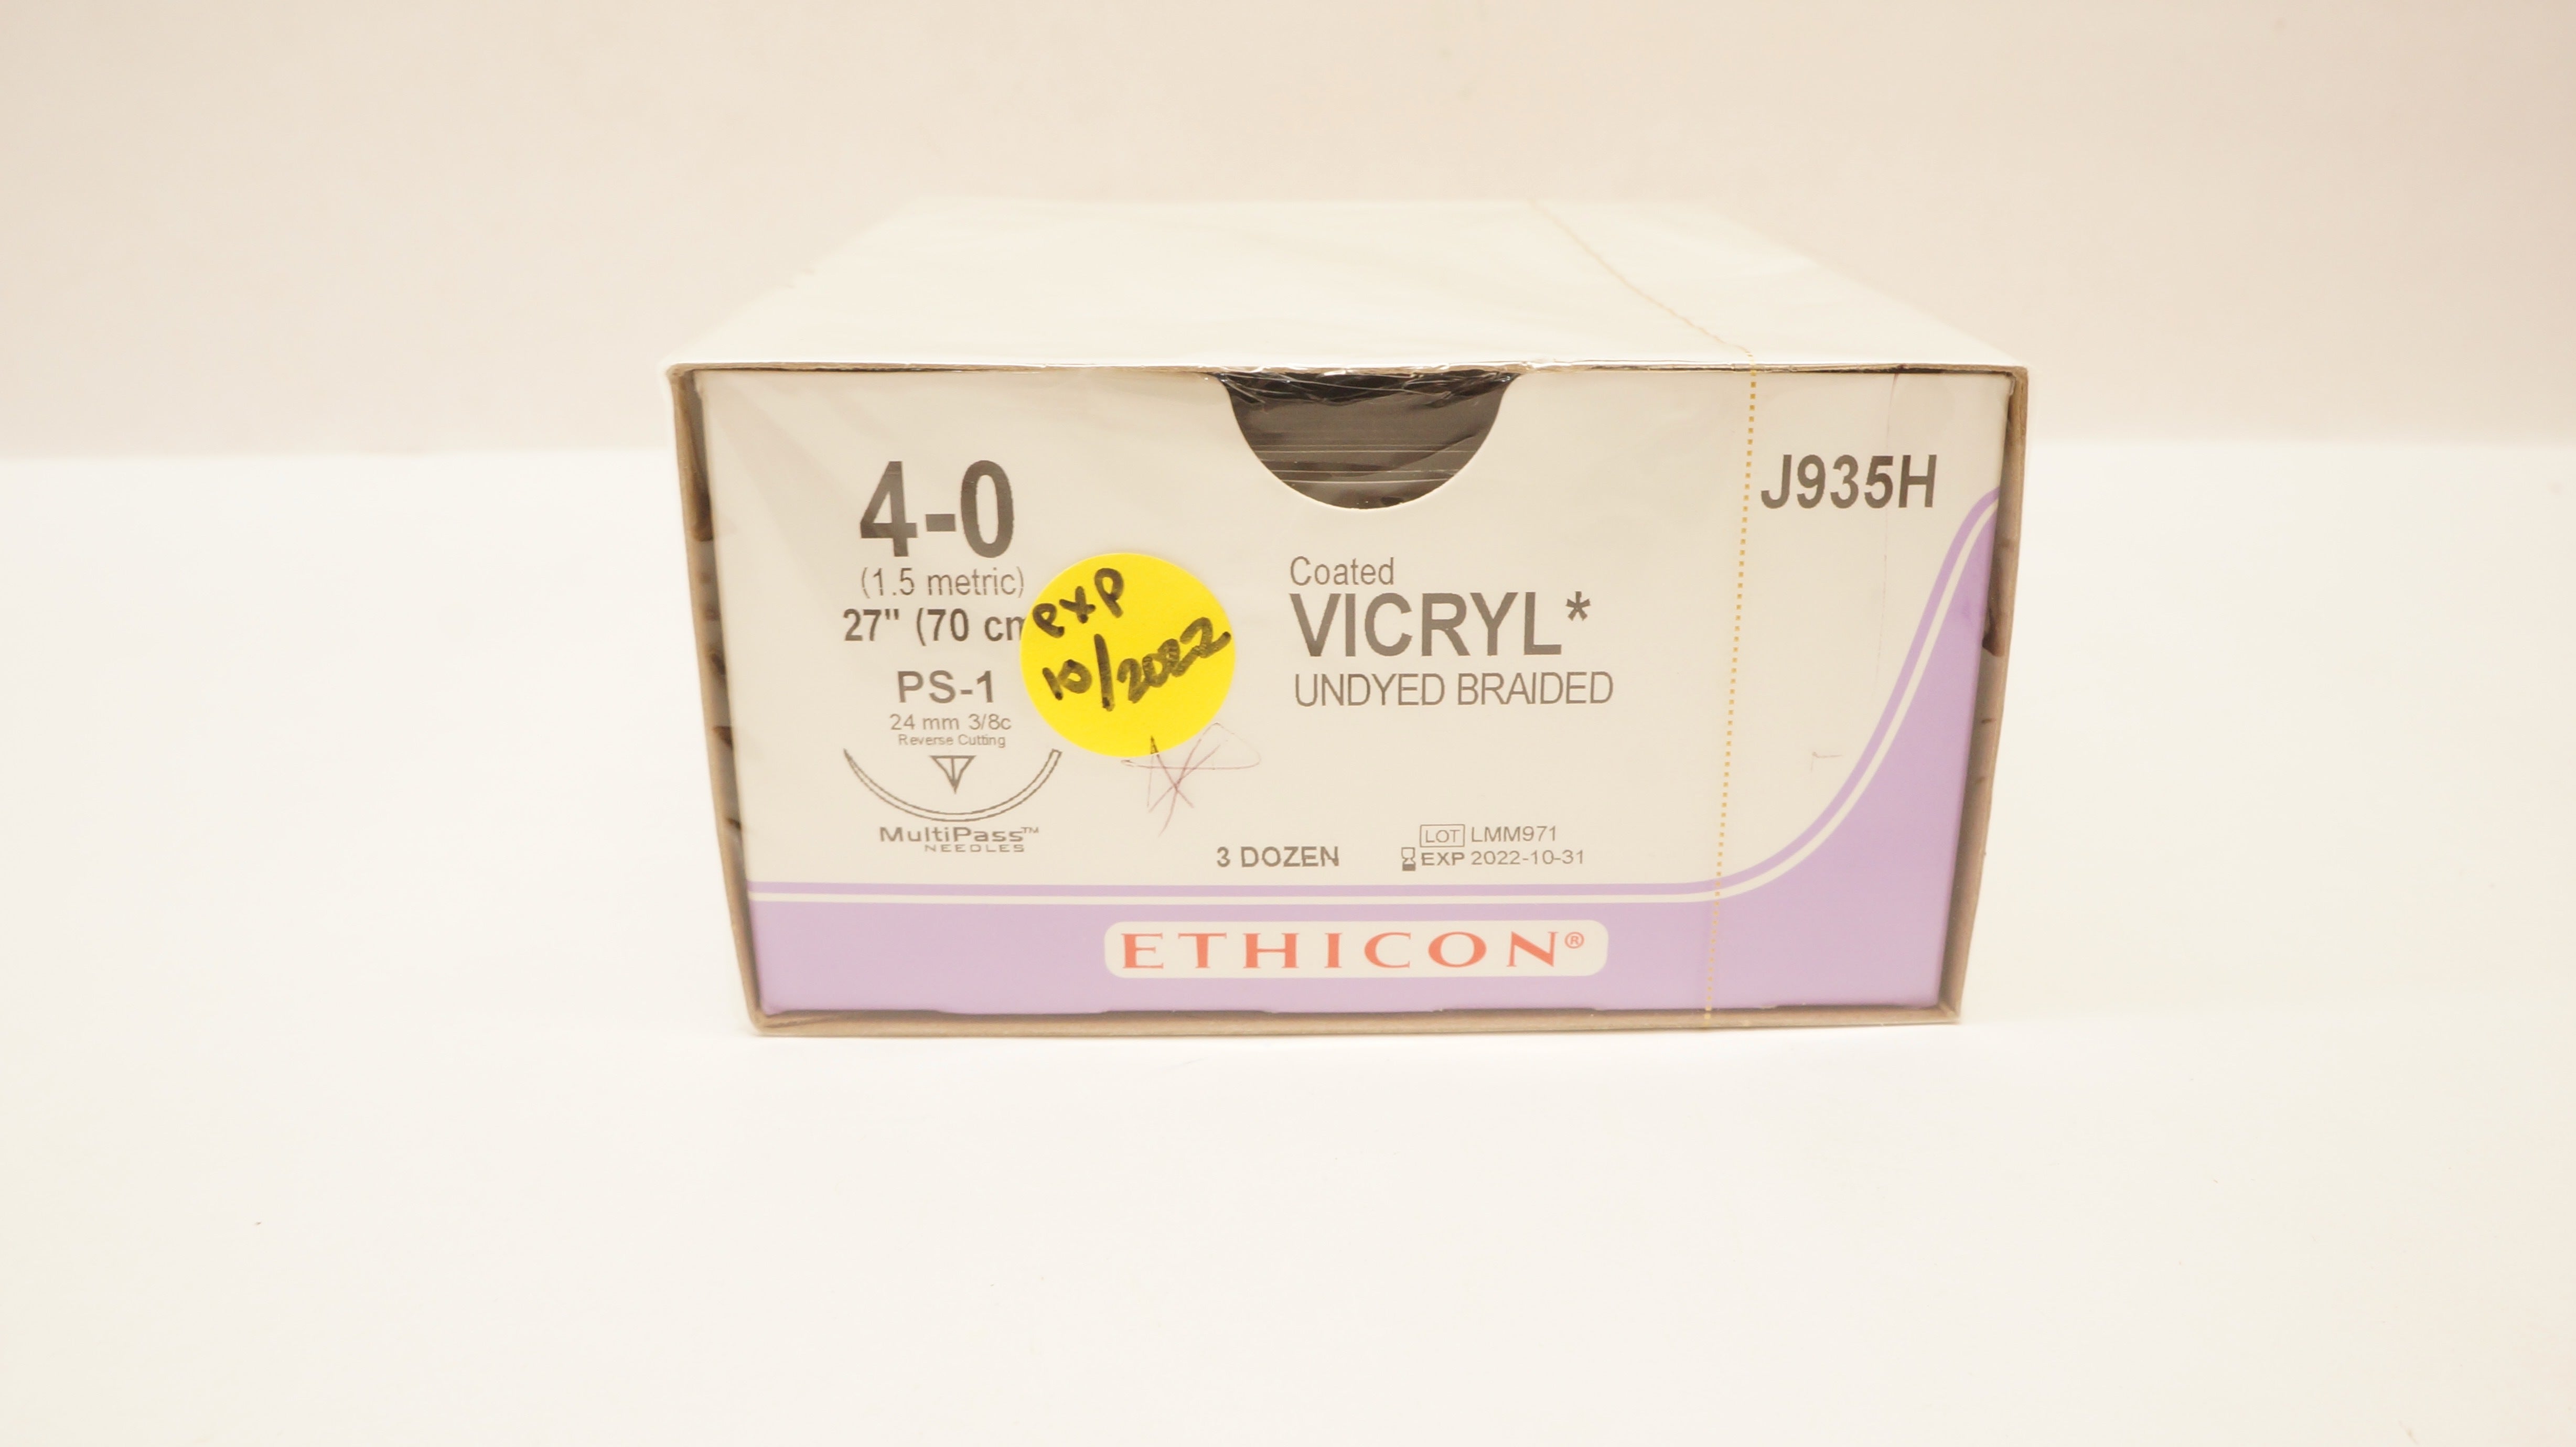 4-0
(1.5 metric)
27" (70 cm
PS-1
24 mm 3/8c
Reverse Cutting
MultiPass™
NEEDLES
exp
10/2022
Coated
VICRYL*
UNDYED BRAIDED
3 DOZEN
LOT LMM971
EXP 2022-10-31
J935H
ETHICON®